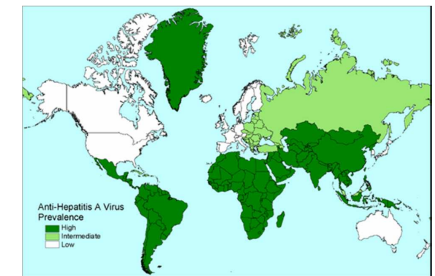 Anti-Hepatitis A Virus
Prevalence
High
Intermediate
Low